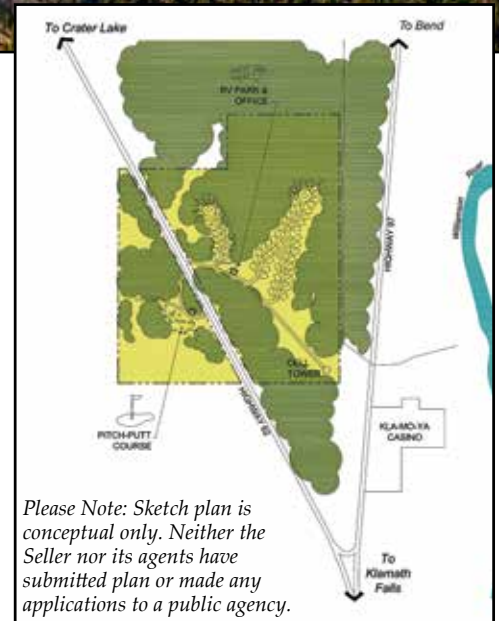 To Crater Lake
To Bend
RV PARK &
OFFICE
Williamson
River
HIGHWAY 97
CELL
TOWER
HIGHWAY 62
PITCH-PUTT
COURSE
KLA-MO-YA
CASINO
Please Note: Sketch plan is
conceptual only. Neither the
Seller nor its agents have
submitted plan or made any
applications to a public agency.
To
Klamath
Falls